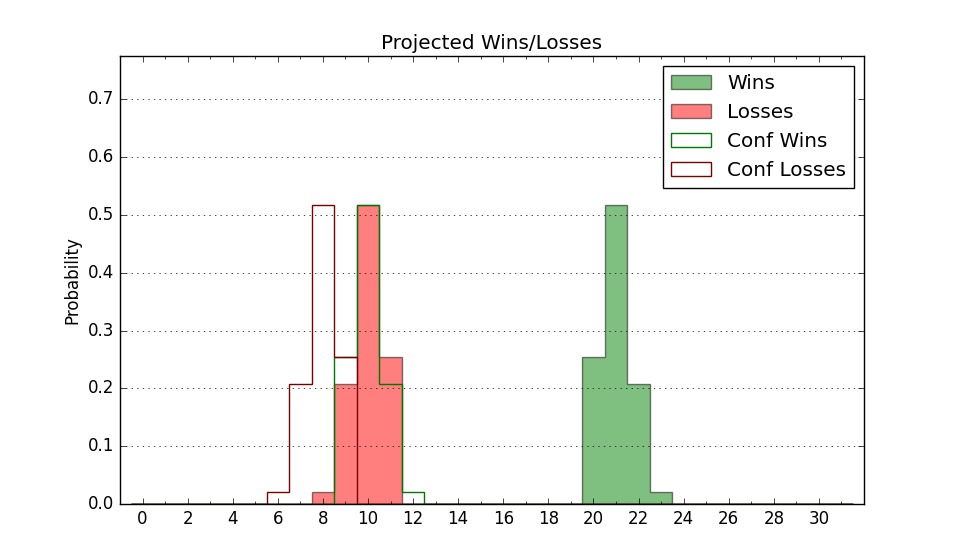 Projected Wins/Losses
Wins
Losses
Conf Wins
Conf Losses
Probability
0.7
0.6
0.5
0.4
0.3
0.2
0.1
0.0
0 2 4 6 8 10 12 14 16 18 20 22 24 26 28 30